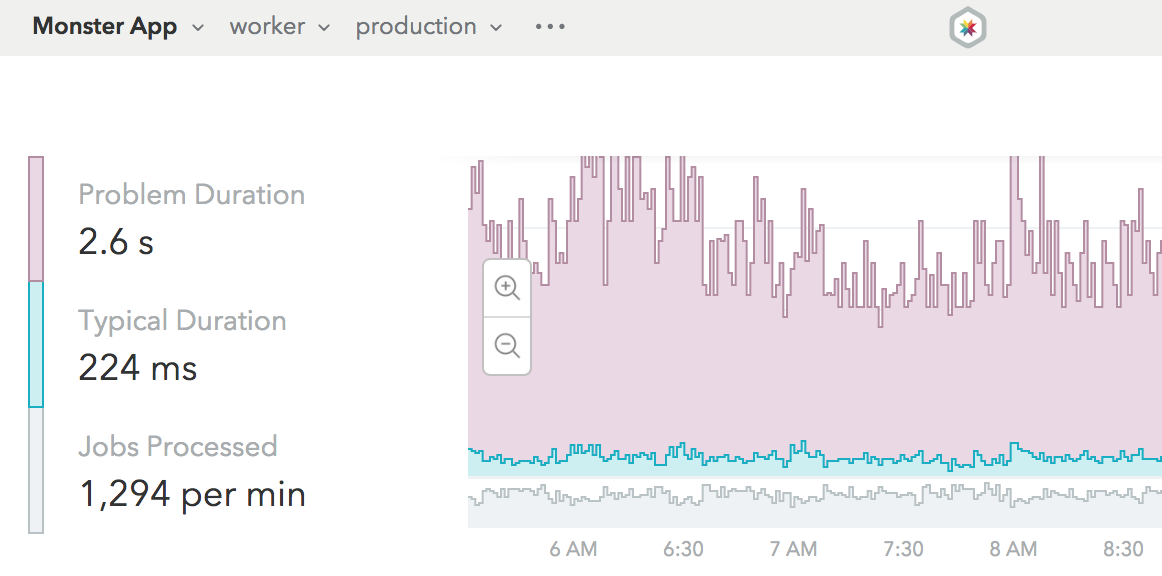 Monster App worker production
Problem Duration
2.6 s
Typical Duration
224 ms
Jobs Processed
1,294 per min
6 AM 6:30 7 AM 7:30 8 AM 8:30